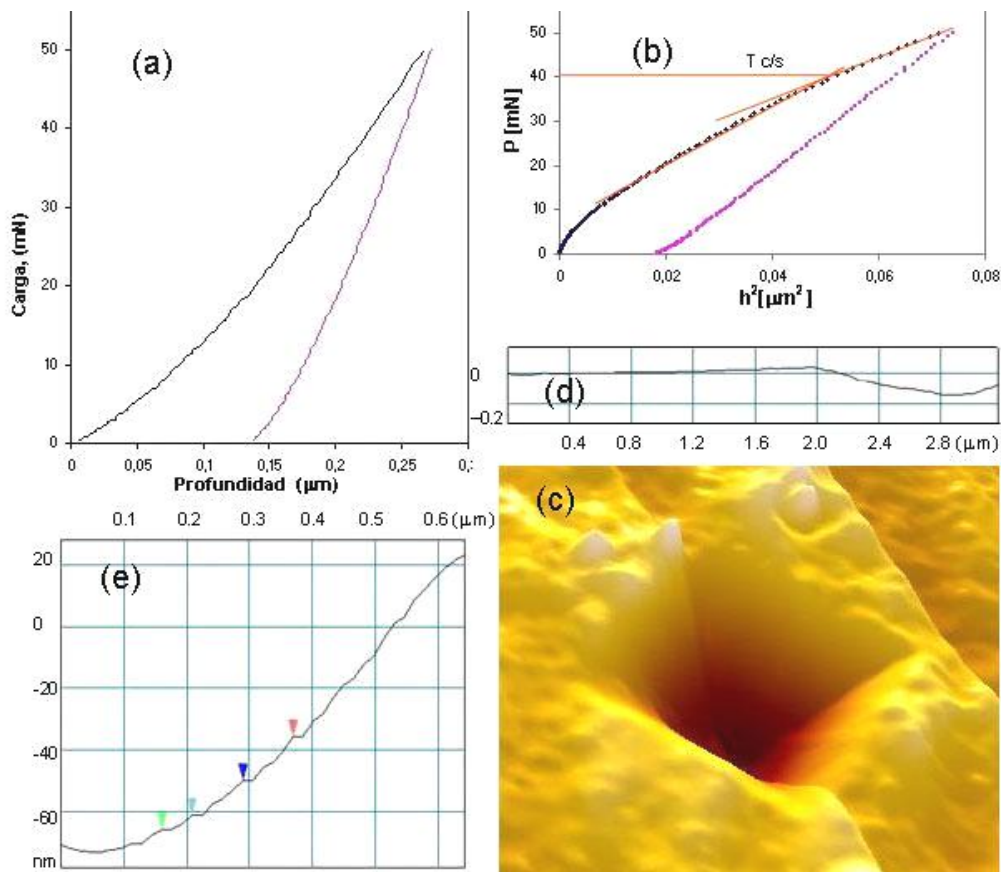 (a)
Carga, (mN)
50
40
30
20
10
0
0
0,05
0,1
0,15
0,2
0,25
0,:
Profundidad (µm)
(b)
T c/s
P [mN]
50
40
30
20
10
0
0
0,02
0,04
0,06
0,08
h²[µm²]
(d)
0
-0.2
0.4 0.8 1.2 1.6 2.0 2.4 2.8 (µm)
(c)
0.1 0.2 0.3 0.4 0.5 0.6 (µm)
(e)
20
0
-20
-40
-60
nm